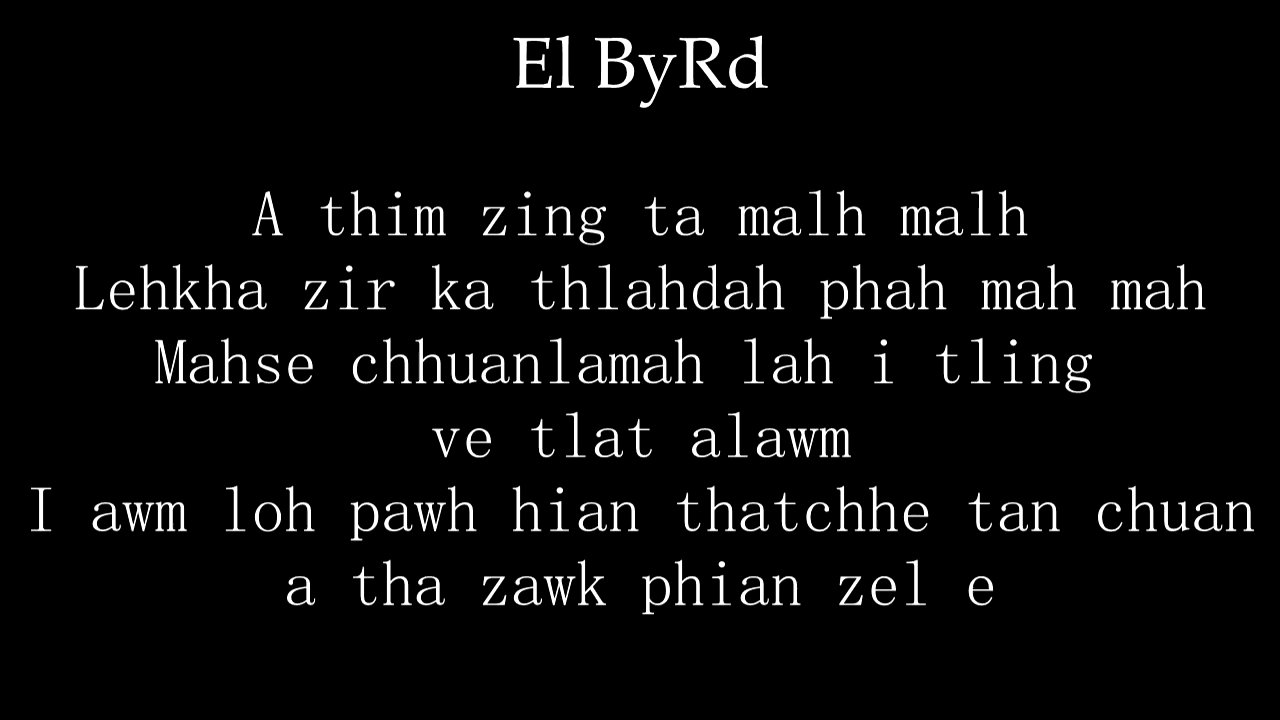 El ByRd
A thim zing ta malh malh
Lehkha zir ka thlahdah phah mah mah
Mahse chhuanlamah lah i tling
ve tlat alawm
I awm loh pawh hian thatchhe tan chuan
a tha zawk phian zel e